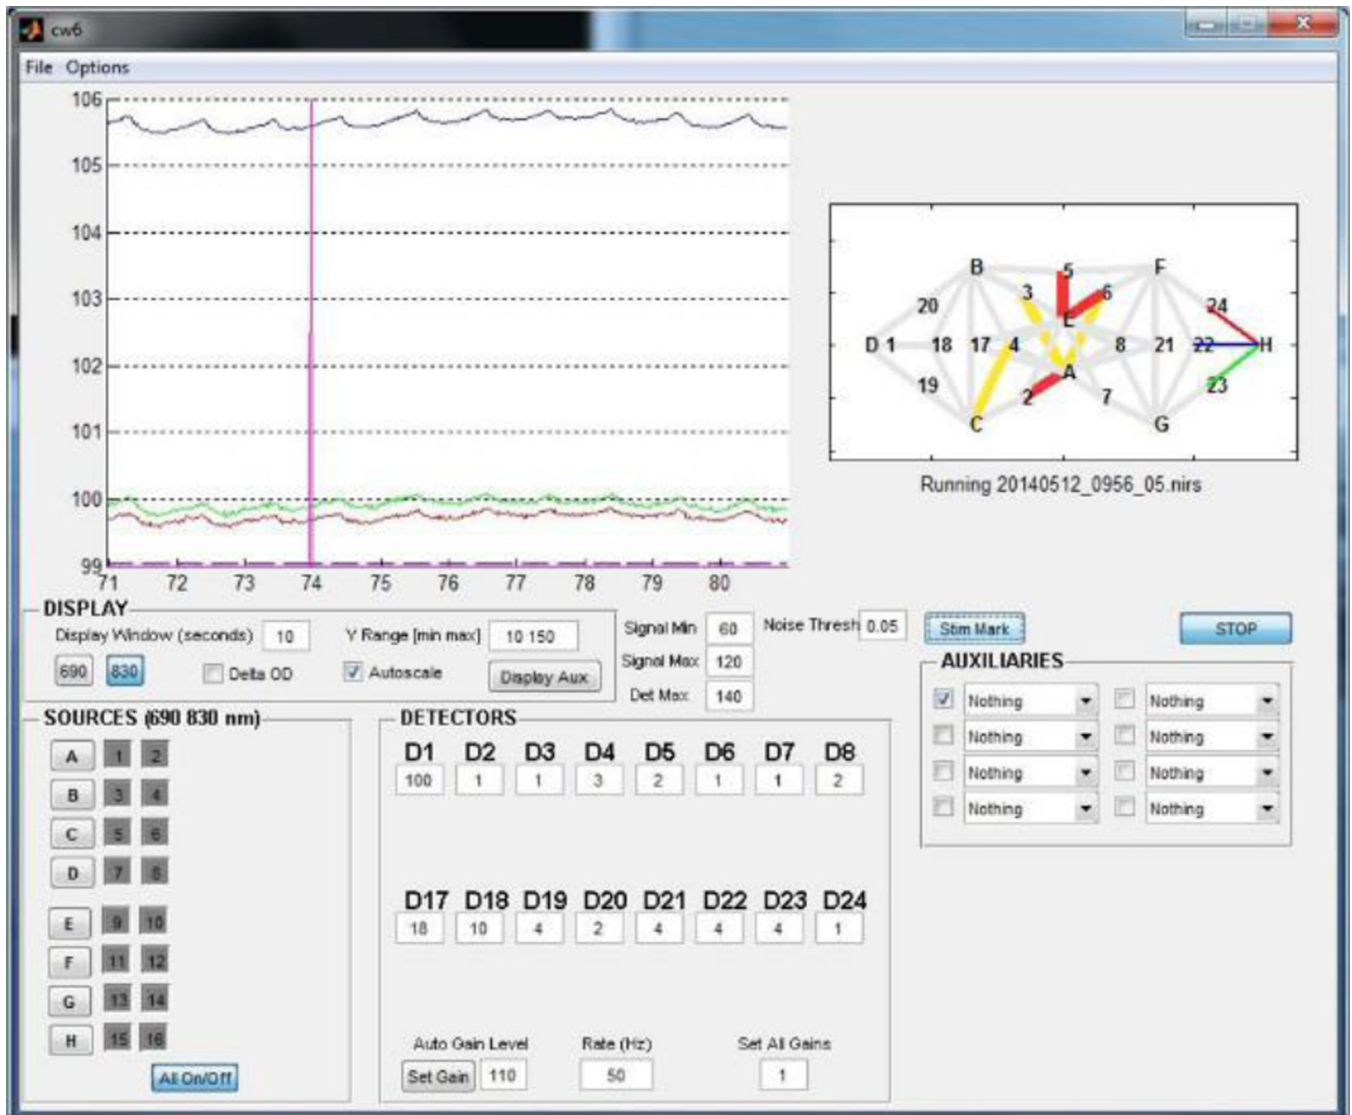 cw6
File Options
106
105
104
103
102
101
100
99
71 72 73 74 75 76 77 78 79 80
B 5 F
3 6
20 24
E
D 1 18 17 4 8 21 22 H
A
19 23
2 7
C G
Running 20140512_0956_05.nirs
DISPLAY
Display Window (seconds) 10 Y Range [min max] 10 150
690 830 Delta OD Autoscale Display Aux
Signal Min 60 Noise Thresh 0.05
Signal Max 120
Det Max 140
Stim Mark STOP
AUXILIARIES
Nothing Nothing
Nothing Nothing
Nothing Nothing
Nothing Nothing
SOURCES (690 830 nm)
A 1 2
B 3 4
C 5 6
D 7 8
E 9 10
F 11 12
G 13 14
H 15 16
All On/Off
DETECTORS
D1 D2 D3 D4 D5 D6 D7 D8
100 1 1 3 2 1 1 2
D17 D18 D19 D20 D21 D22 D23 D24
18 10 4 2 4 4 4 1
Auto Gain Level Rate (Hz) Set All Gains
Set Gain 110 50 1